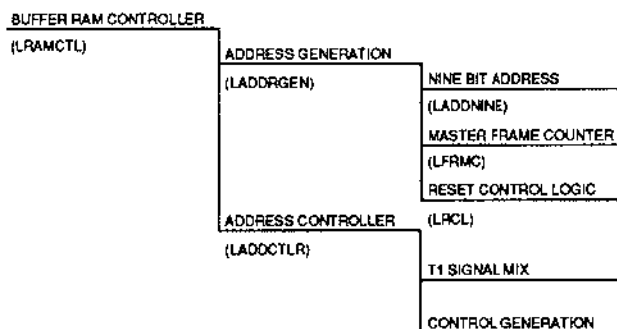 BUFFER RAM CONTROLLER
(LRAMCTL)
ADDRESS GENERATION
(LADDRGEN)
NINE BIT ADDRESS
(LADDNINE)
MASTER FRAME COUNTER
(LFRMC)
RESET CONTROL LOGIC
(LRCL)
ADDRESS CONTROLLER
(LADDCTLR)
T1 SIGNAL MIX
CONTROL GENERATION